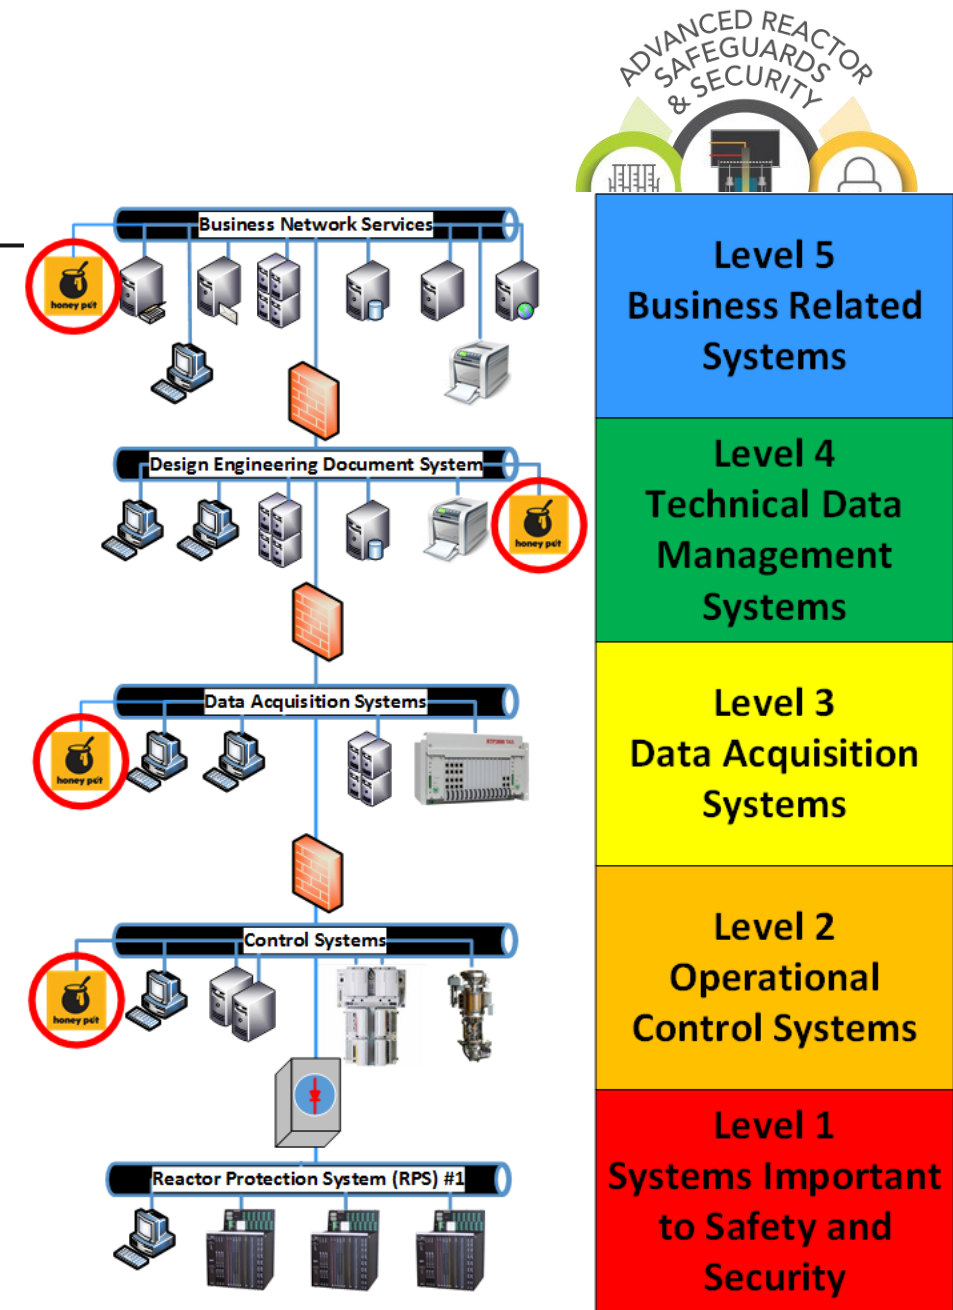 ADVANCED REACTOR
SAFEGUARDS
& SECURITY
Business Network Services
honey pot
Level 5
Business Related
Systems
Design Engineering Document System
honey pot
Level 4
Technical Data
Management
Systems
Data Acquisition Systems
honey pot
Level 3
Data Acquisition
Systems
Control Systems
honey pot
Level 2
Operational
Control Systems
Reactor Protection System (RPS) #1
Level 1
Systems Important
to Safety and
Security